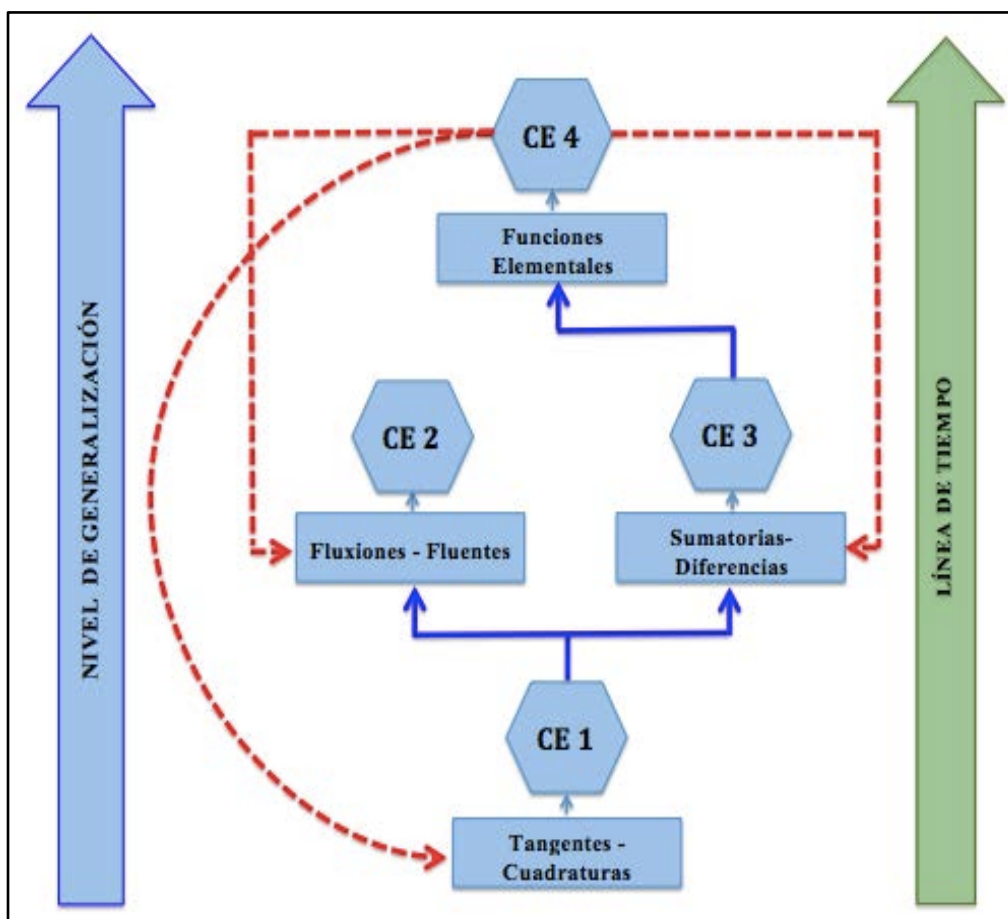 CE 4
Funciones
Elementales
CE 2
CE 3
Fluxiones - Fluentes
Sumatorias-
Diferencias
CE 1
Tangentes -
Cuadraturas
NIVEL DE GENERALIZACIÓN
LÍNEA DE TIEMPO